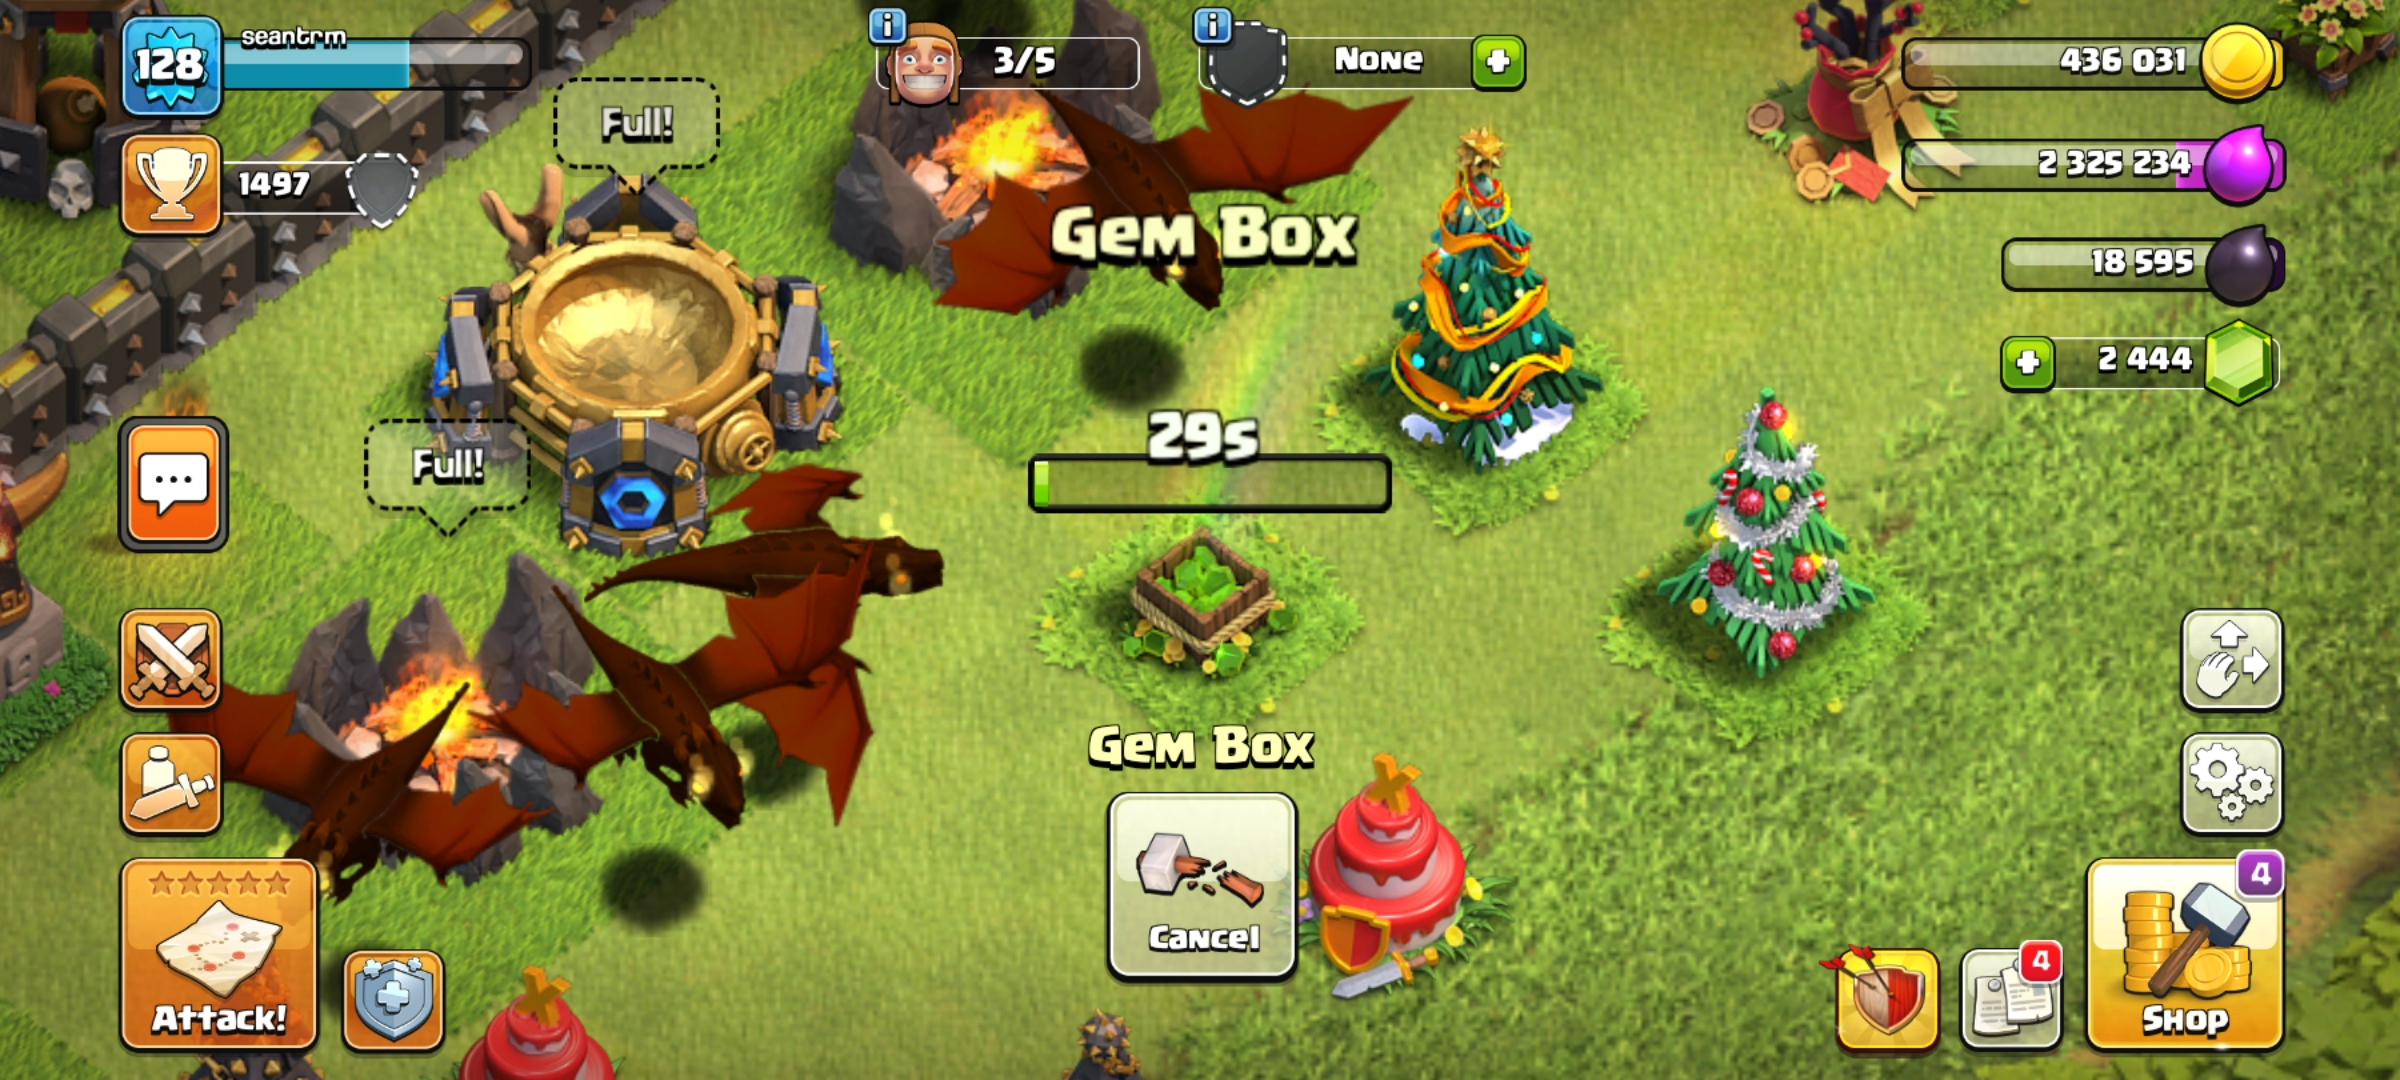 seantrm
128
3/5
None
436 031
Full!
2 325 234
1497
Gem Box
18 595
2 444
29s
Full!
Gem Box
Cancel
4
4
Attack!
Shop